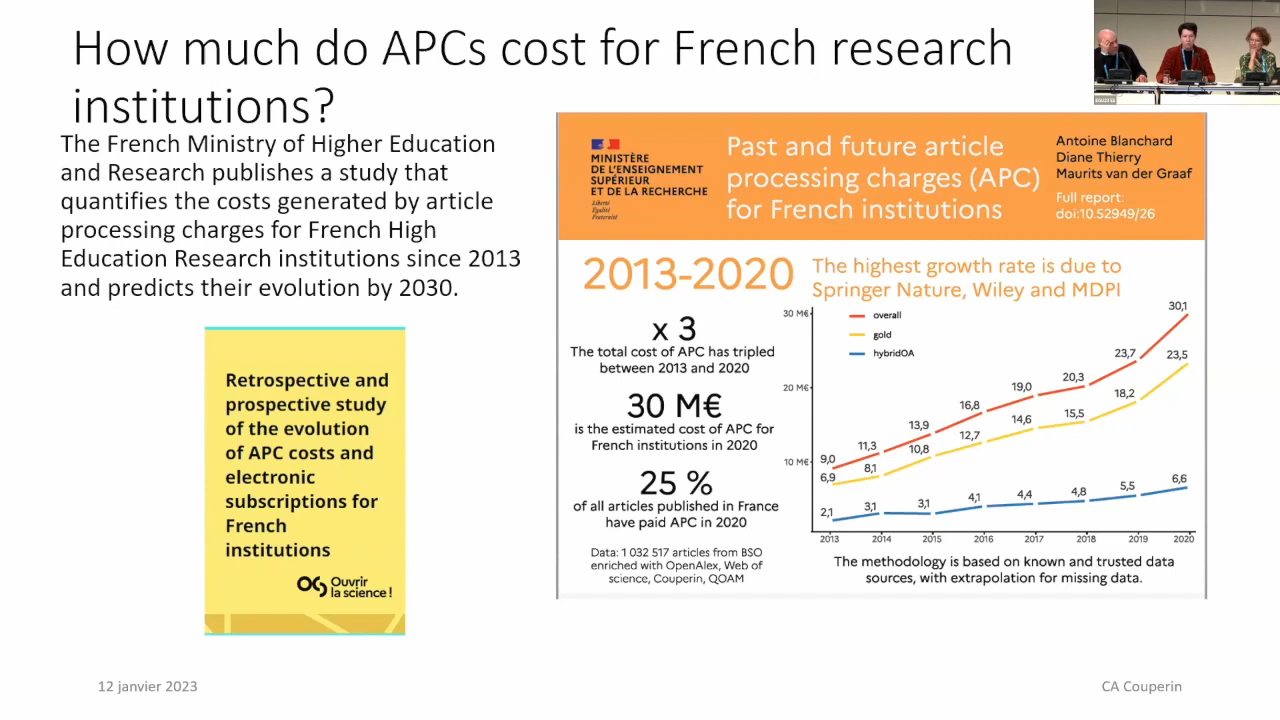 How much do APCs cost for French research
institutions?
The French Ministry of Higher Education
and Research publishes a study that
quantifies the costs generated by article
processing charges for French High
Education Research institutions since 2013
and predicts their evolution by 2030.
Retrospective and
prospective study
of the evolution
of APC costs and
electronic
subscriptions for
French
institutions
Ouvrir
la science !
MINISTÈRE
DE L'ENSEIGNEMENT
SUPÉRIEUR
ET DE LA RECHERCHE
Liberté
Égalité
Fraternité
Past and future article
processing charges (APC)
for French institutions
Antoine Blanchard
Diane Thierry
Maurits van der Graaf
Full report:
doi:10.52949/26
2013-2020
The highest growth rate is due to
Springer Nature, Wiley and MDPI
x 3
The total cost of APC has tripled
between 2013 and 2020
30 M€
is the estimated cost of APC for
French institutions in 2020
25 %
of all articles published in France
have paid APC in 2020
Data: 1 032 517 articles from BSO
enriched with OpenAlex, Web of
science, Couperin, QOAM
30 M€
20 M€
10 M€
overall
gold
hybridOA
9,0 11,3 13,9 16,8 19,0 20,3 23,7 30,1
6,9 8,1 10,8 12,7 14,6 15,5 18,2 23,5
2,1 3,1 3,1 4,1 4,4 4,8 5,5 6,6
2013 2014 2015 2016 2017 2018 2019 2020
The methodology is based on known and trusted data
sources, with extrapolation for missing data.
12 janvier 2023
CA Couperin